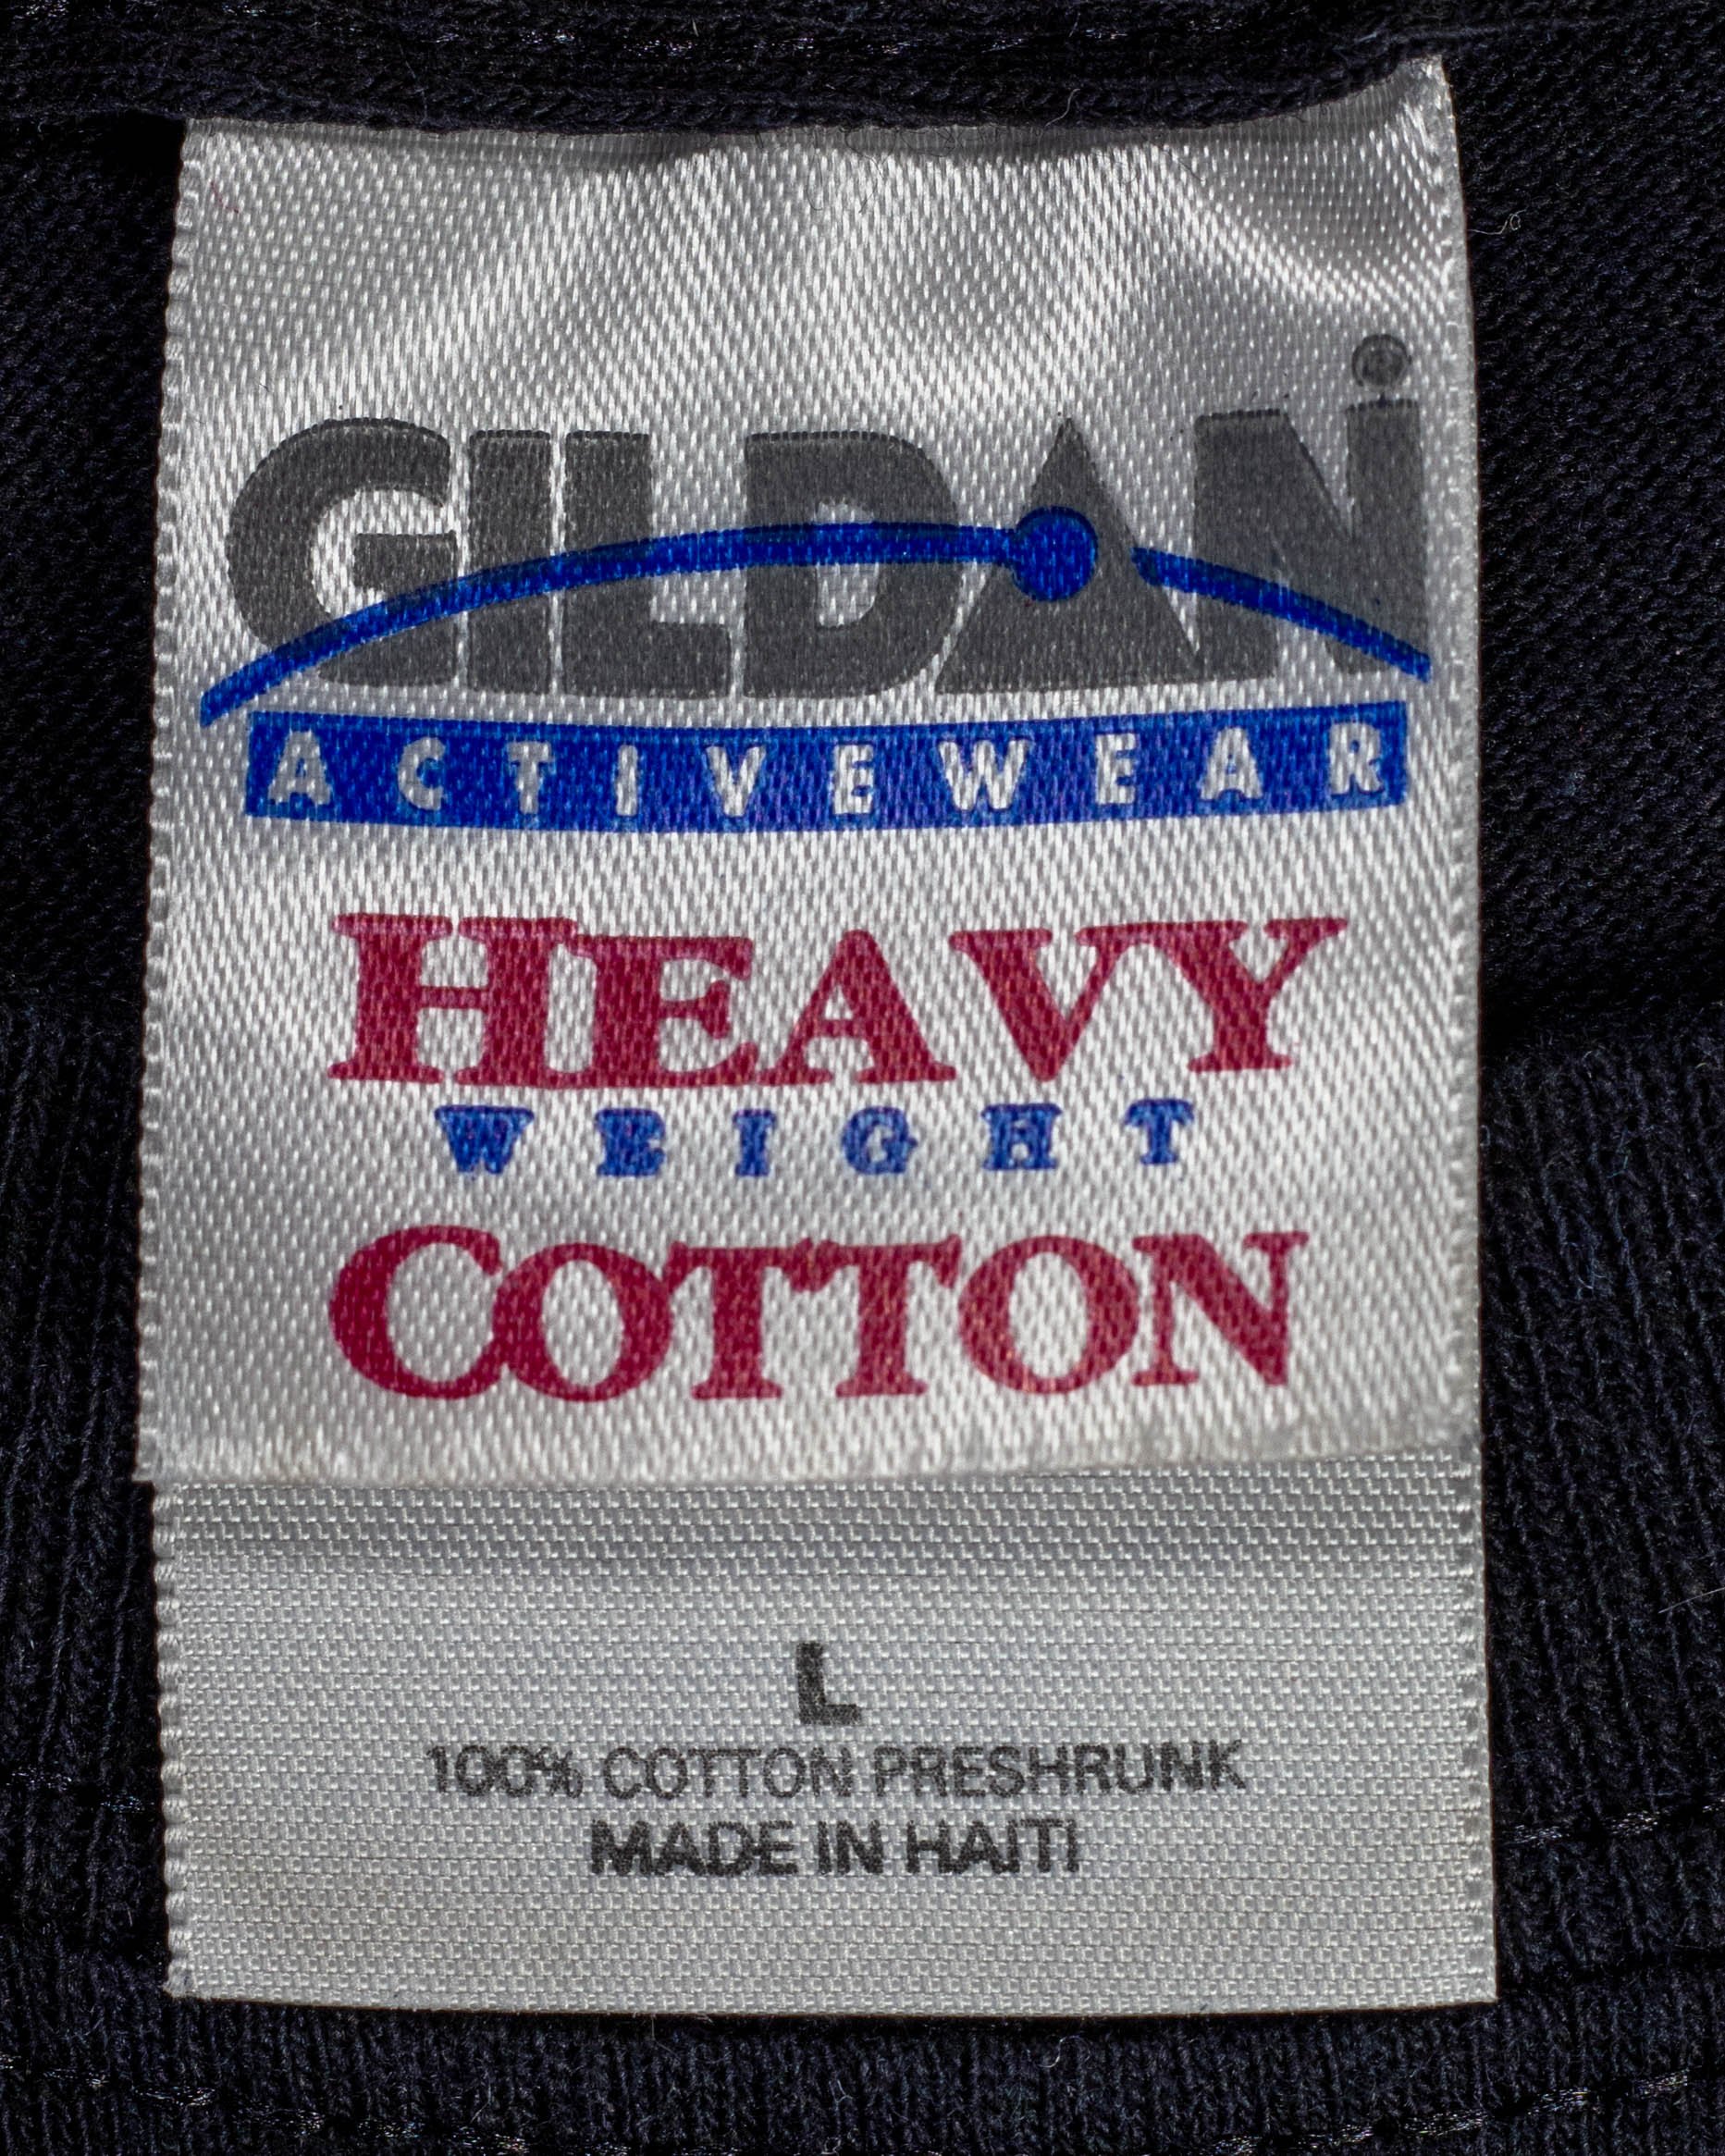 GILDAN®
ACTIVEWEAR
HEAVY
WEIGHT
COTTON
L
100% COTTON PRESHRUNK
MADE IN HAITI